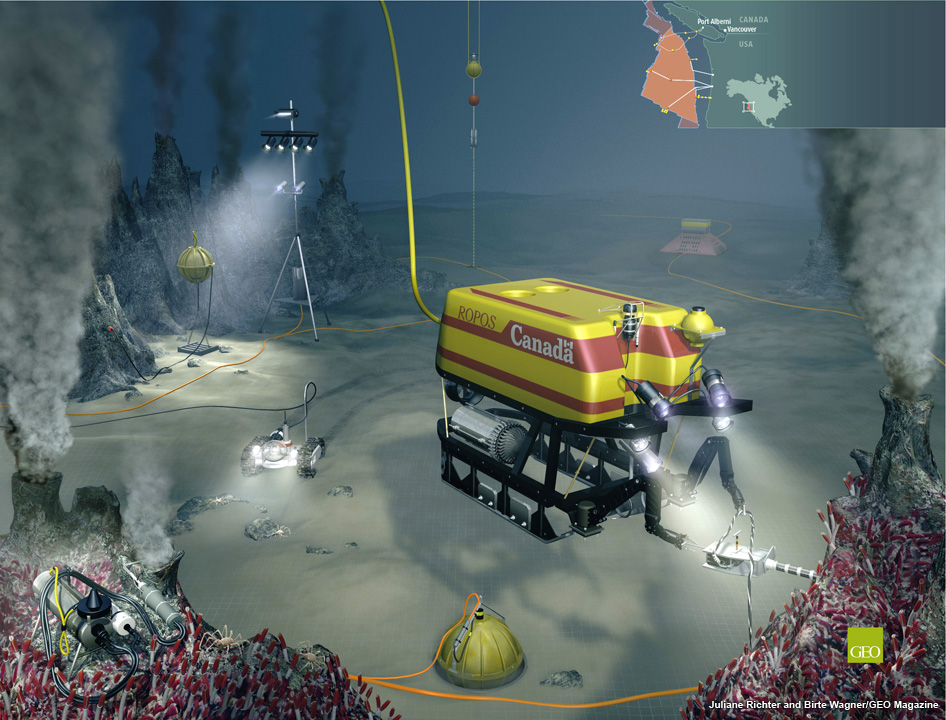 Port Alberni
CANADA
Vancouver
USA
ROPOS
Canada
GEO
Juliane Richter and Birte Wagner/GEO Magazine